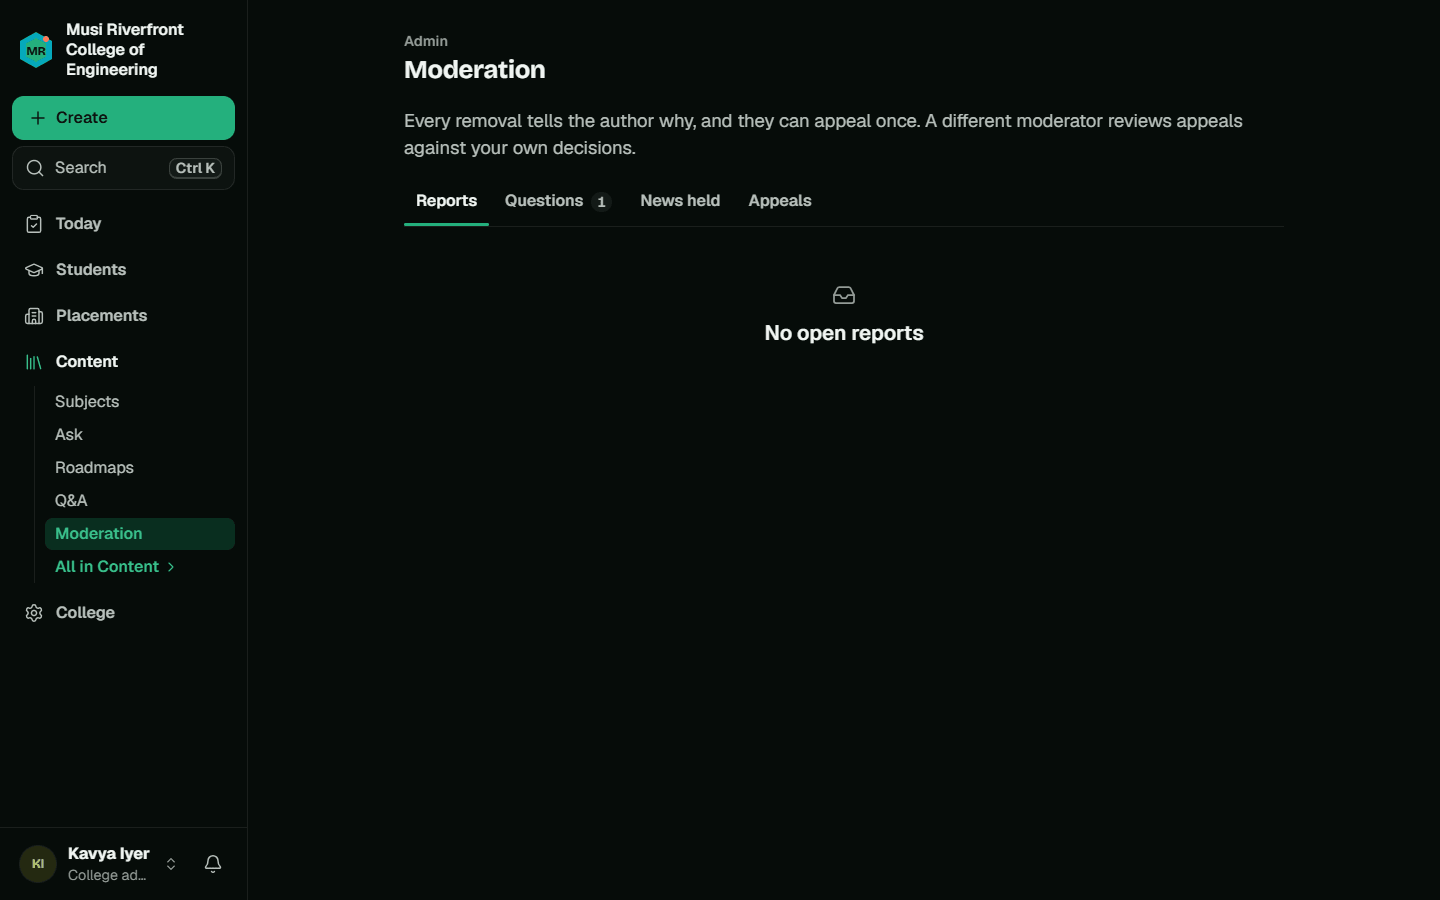 MR
Musi Riverfront
College of
Engineering
Create
Search
Ctrl K
Today
Students
Placements
Content
Subjects
Ask
Roadmaps
Q&A
Moderation
All in Content
College
KI
Kavya Iyer
College ad...
Admin
Moderation
Every removal tells the author why, and they can appeal once. A different moderator reviews appeals
against your own decisions.
Reports Questions 1 News held Appeals
No open reports